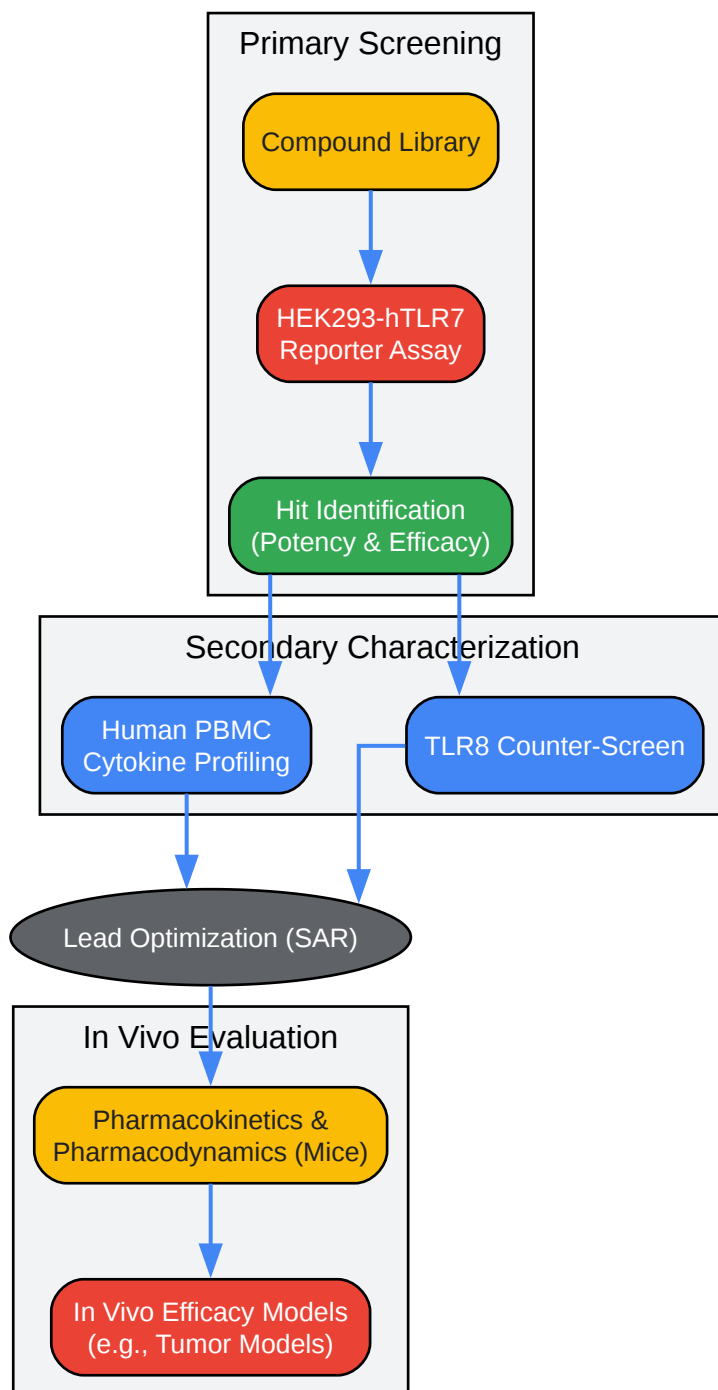 Primary Screening
Compound Library
HEK293-hTLR7
Reporter Assay
Hit Identification
(Potency & Efficacy)
Secondary Characterization
Human PBMC
Cytokine Profiling
TLR8 Counter-Screen
Lead Optimization (SAR)
In Vivo Evaluation
Pharmacokinetics &
Pharmacodynamics (Mice)
In Vivo Efficacy Models
(e.g., Tumor Models)